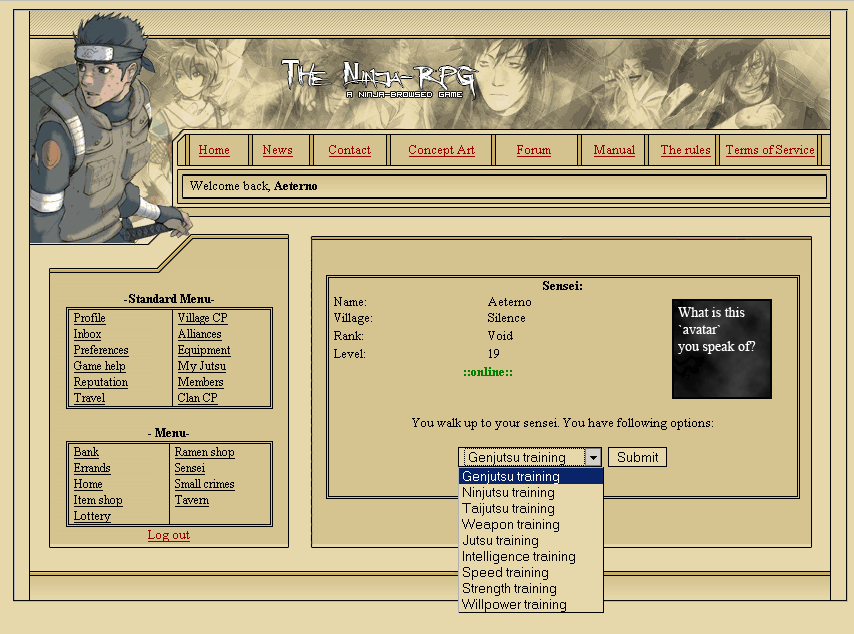 The Ninja-RPG
A NINJA-BROWSED GAME
Home News Contact Concept Art Forum Manual The rules Terms of Service
Welcome back, Aeterno
-Standard Menu-
Profile Village CP
Inbox Alliances
Preferences Equipment
Game help My Jutsu
Reputation Members
Travel Clan CP
- Menu-
Bank Ramen shop
Errands Sensei
Home Small crimes
Item shop Tavern
Lottery
Log out
Sensei:
Name: Aeterno
Village: Silence
Rank: Void
Level: 19
::online::
What is this
`avatar`
you speak of?
You walk up to your sensei. You have following options:
Genjutsu training Submit
Genjutsu training
Ninjutsu training
Taijutsu training
Weapon training
Jutsu training
Intelligence training
Speed training
Strength training
Willpower training